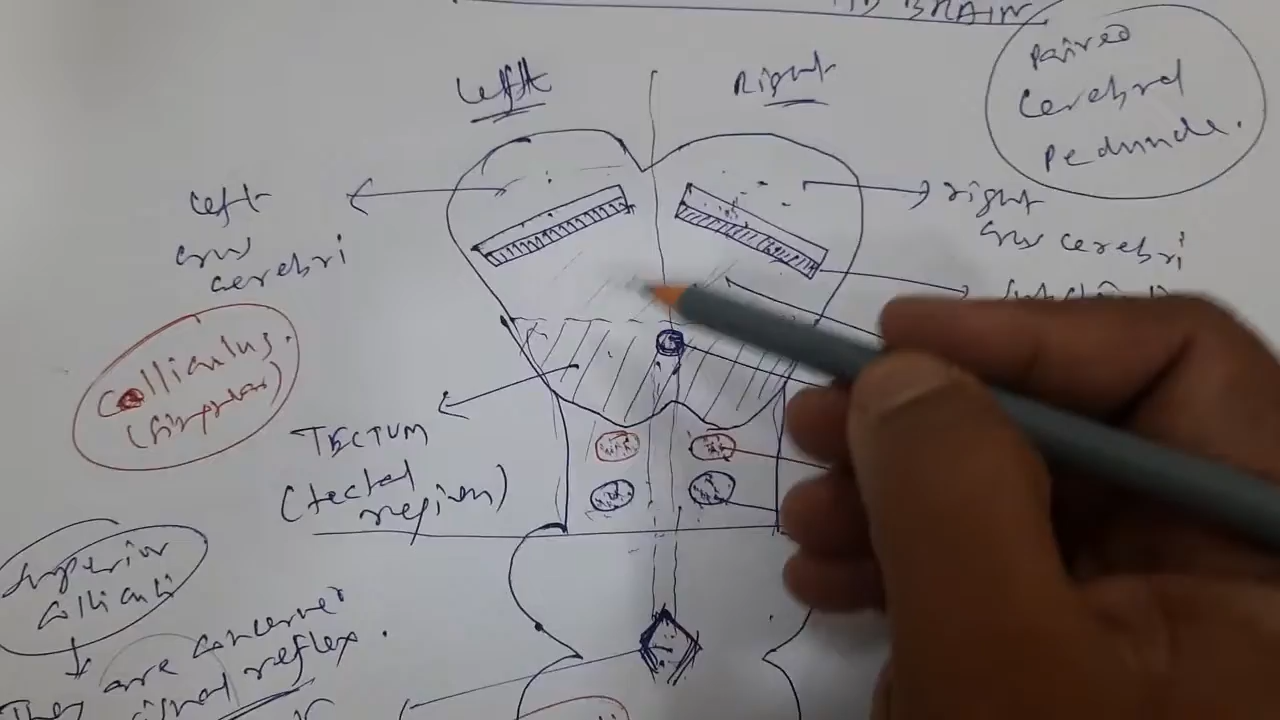 BRAIN
Left
Right
Paired
Cerebral
Peduncle.
Left
crus
cerebri
right
crus cerebri
Colliculus.
TECTUM
(tectal
region)
Superior
Colliculi
They are concerned
reflex.